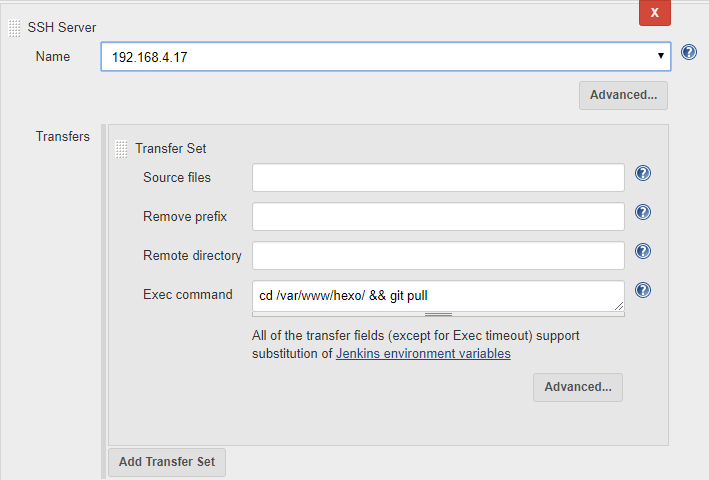 X
SSH Server
Name
192.168.4.17
Advanced...
Transfers
Transfer Set
Source files
Remove prefix
Remote directory
Exec command
cd /var/www/hexo/ && git pull
All of the transfer fields (except for Exec timeout) support
substitution of Jenkins environment variables
Advanced...
Add Transfer Set